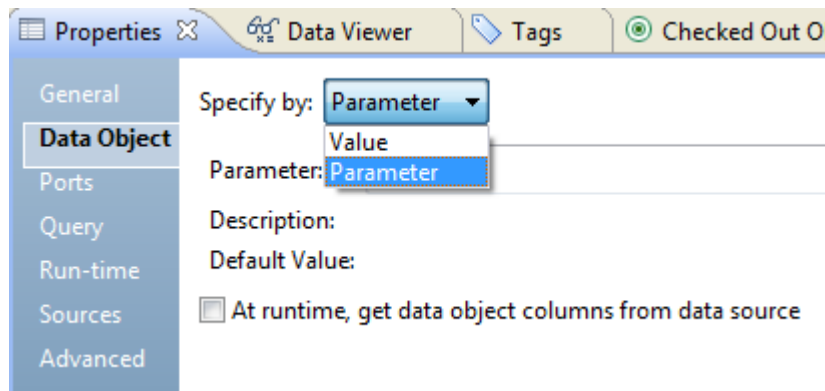 Properties Data Viewer Tags Checked Out O
General
Specify by: Parameter
Data Object
Value
Parameter: Parameter
Ports
Query
Description:
Default Value:
Run-time
At runtime, get data object columns from data source
Sources
Advanced